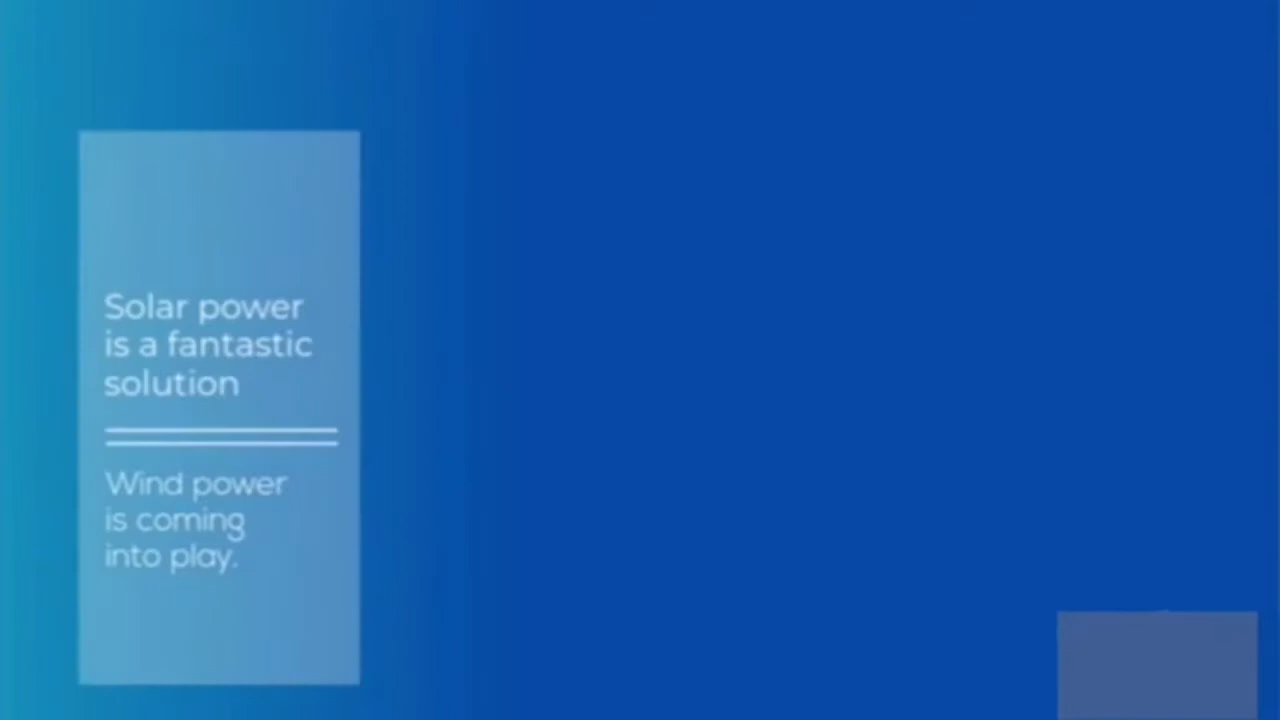 Solar power
is a fantastic
solution
Wind power
is coming
into play.